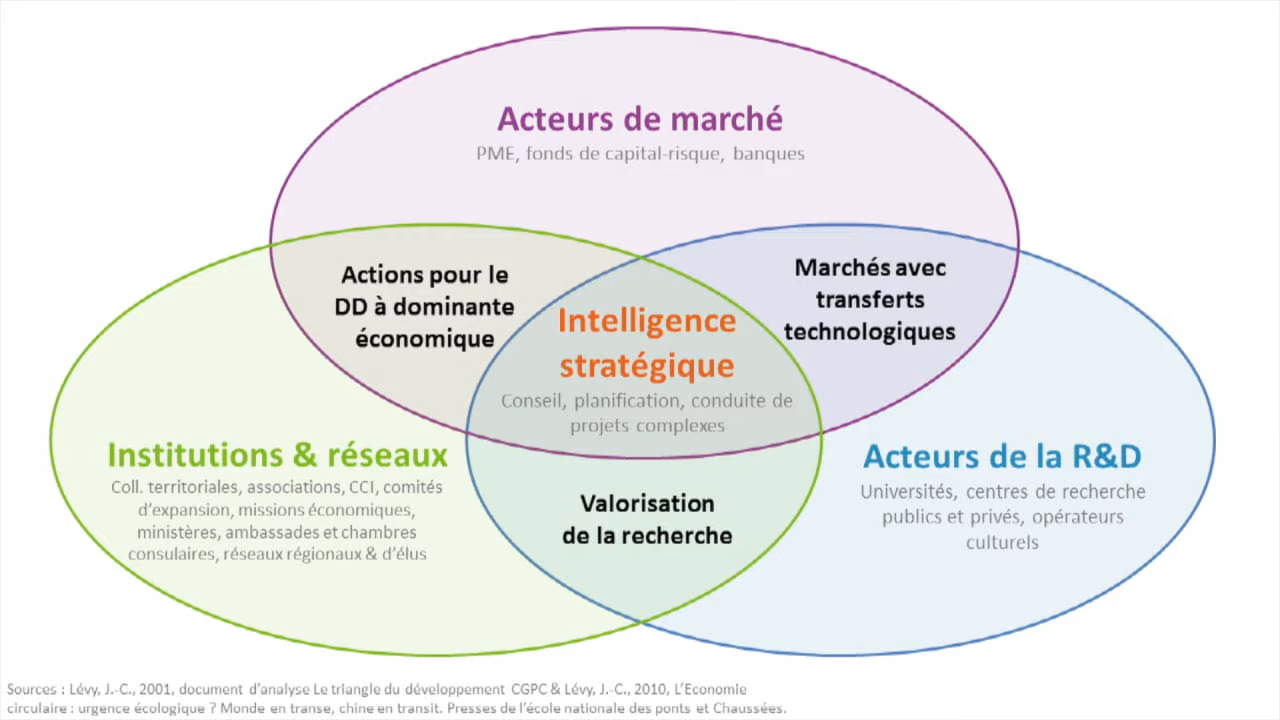 Acteurs de marché
PME, fonds de capital-risque, banques
Actions pour le
DD à dominante
économique
Marchés avec
transferts
technologiques
Intelligence
stratégique
Conseil, planification, conduite de
projets complexes
Institutions & réseaux
Coll. territoriales, associations, CCI, comités
d’expansion, missions économiques,
ministères, ambassades et chambres
consulaires, réseaux régionaux & d’élus
Acteurs de la R&D
Universités, centres de recherche
publics et privés, opérateurs
culturels
Valorisation
de la recherche
Sources : Lévy, J.-C., 2001, document d’analyse Le triangle du développement CGPC & Lévy, J.-C., 2010, L’Economie
circulaire : urgence écologique ? Monde en transe, chine en transit. Presses de l’école nationale des ponts et Chaussées.